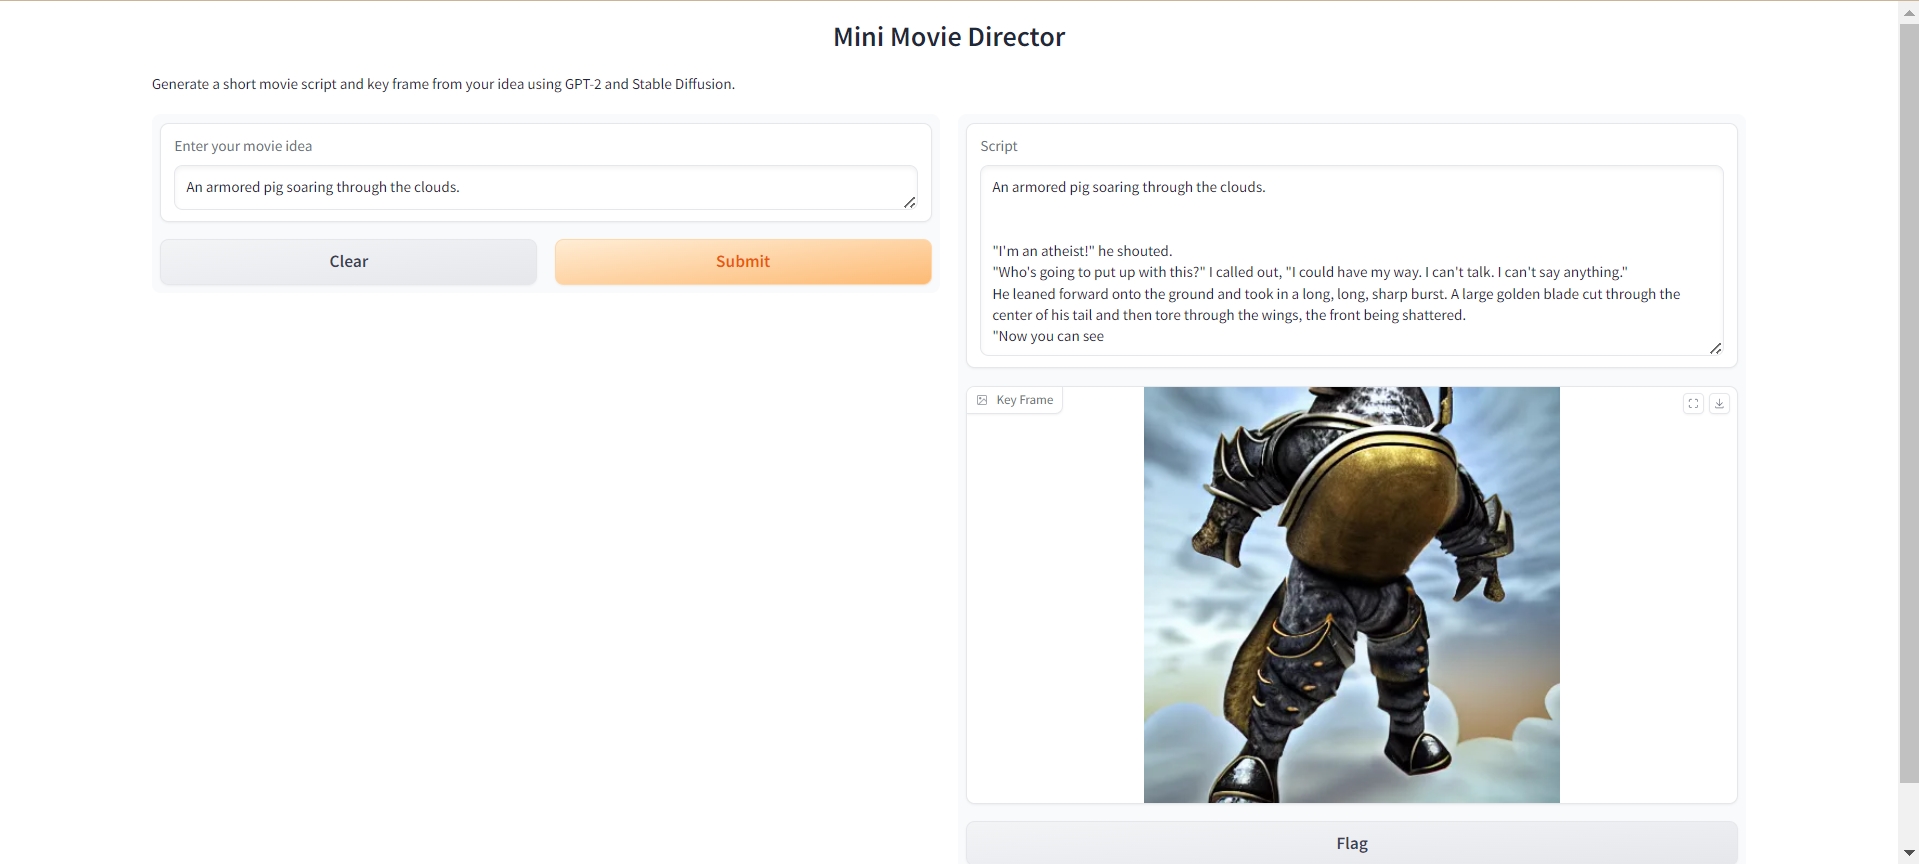 Mini Movie Director
Generate a short movie script and key frame from your idea using GPT-2 and Stable Diffusion.
Enter your movie idea
An armored pig soaring through the clouds.
Clear
Submit
Script
An armored pig soaring through the clouds.
"I'm an atheist!" he shouted.
"Who's going to put up with this?" I called out, "I could have my way. I can't talk. I can't say anything."
He leaned forward onto the ground and took in a long, long, sharp burst. A large golden blade cut through the
center of his tail and then tore through the wings, the front being shattered.
"Now you can see
Key Frame
Flag